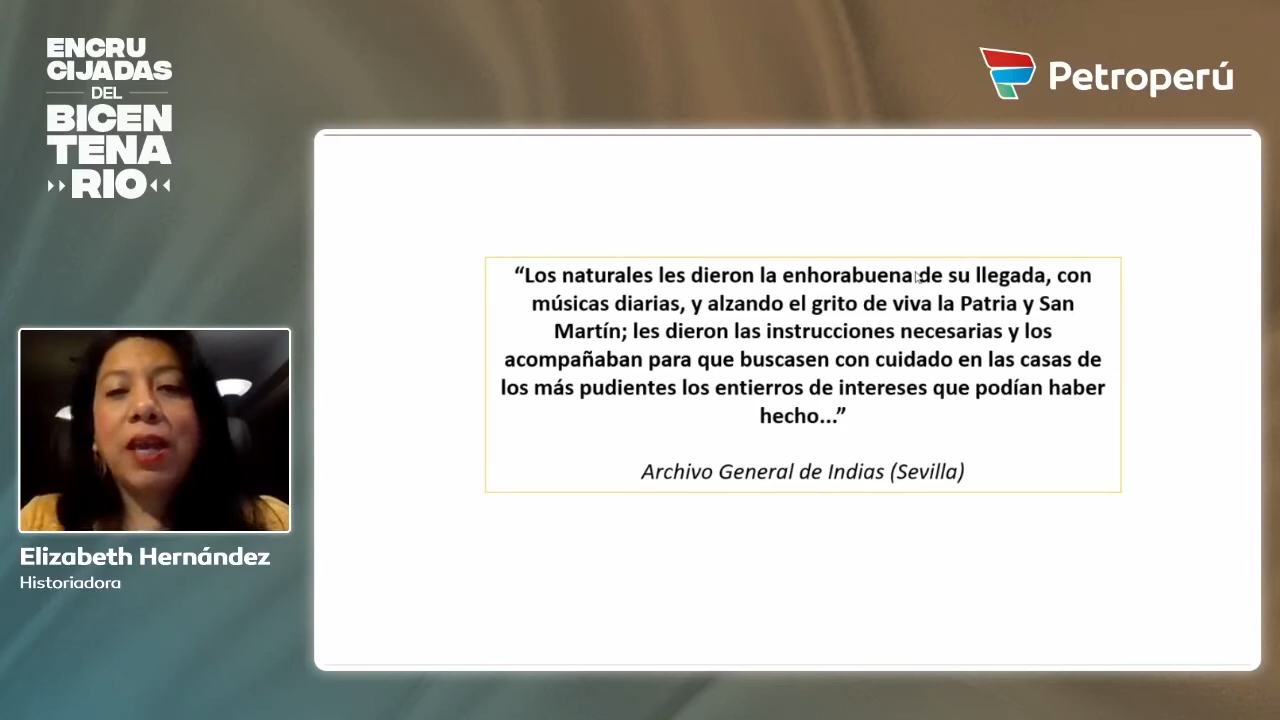 ENCRU
CIJADAS
DEL
BICEN
TENA
RIO
Petroperú
“Los naturales les dieron la enhorabuena de su llegada, con
músicas diarias, y alzando el grito de viva la Patria y San
Martín; les dieron las instrucciones necesarias y los
acompañaban para que buscasen con cuidado en las casas de
los más pudientes los entierros de intereses que podían haber
hecho...”
Archivo General de Indias (Sevilla)
Elizabeth Hernández
Historiadora